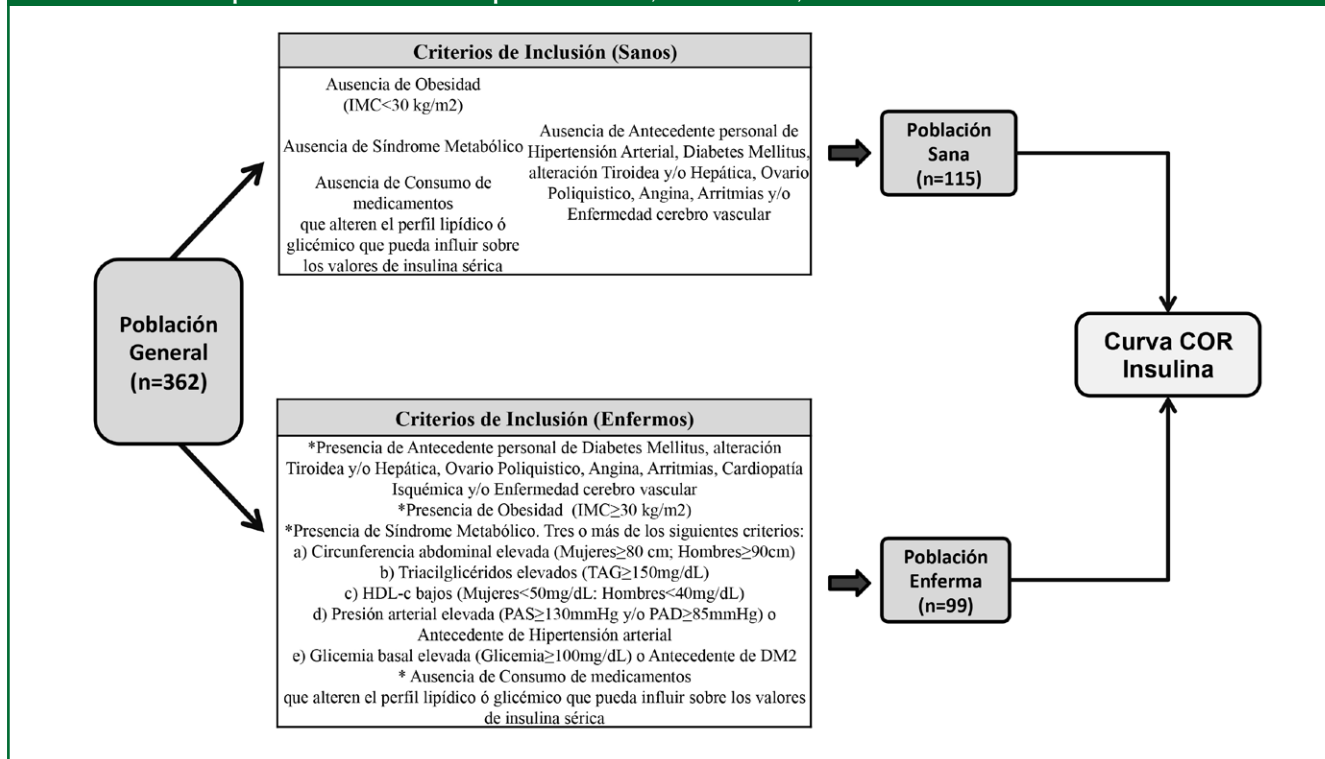 Criterios de Inclusión (Sanos)
Ausencia de Obesidad
(IMC<30 kg/m2)
Ausencia de Síndrome Metabólico
Ausencia de Consumo de
medicamentos
que alteren el perfil lipídico ó
glicémico que pueda influir sobre
los valores de insulina sérica
Ausencia de Antecedente personal de
Hipertensión Arterial, Diabetes Mellitus,
alteración Tiroidea y/o Hepática, Ovario
Poliquistico, Angina, Arritmias y/o
Enfermedad cerebro vascular
Población
Sana
(n=115)
Población
General
(n=362)
Curva COR
Insulina
Criterios de Inclusión (Enfermos)
*Presencia de Antecedente personal de Diabetes Mellitus, alteración
Tiroidea y/o Hepática, Ovario Poliquistico, Angina, Arritmias, Cardiopatía
Isquémica y/o Enfermedad cerebro vascular
*Presencia de Obesidad (IMC≥30 kg/m2)
*Presencia de Síndrome Metabólico. Tres o más de los siguientes criterios:
a) Circunferencia abdominal elevada (Mujeres≥80 cm; Hombres≥90cm)
b) Triacilglicéridos elevados (TAG≥150mg/dL)
c) HDL-c bajos (Mujeres<50mg/dL: Hombres<40mg/dL)
d) Presión arterial elevada (PAS≥130mmHg y/o PAD≥85mmHg) o
Antecedente de Hipertensión arterial
e) Glicemia basal elevada (Glicemia≥100mg/dL) o Antecedente de DM2
* Ausencia de Consumo de medicamentos
que alteren el perfil lipídico ó glicémico que pueda influir sobre los valores
de insulina sérica
Población
Enferma
(n=99)